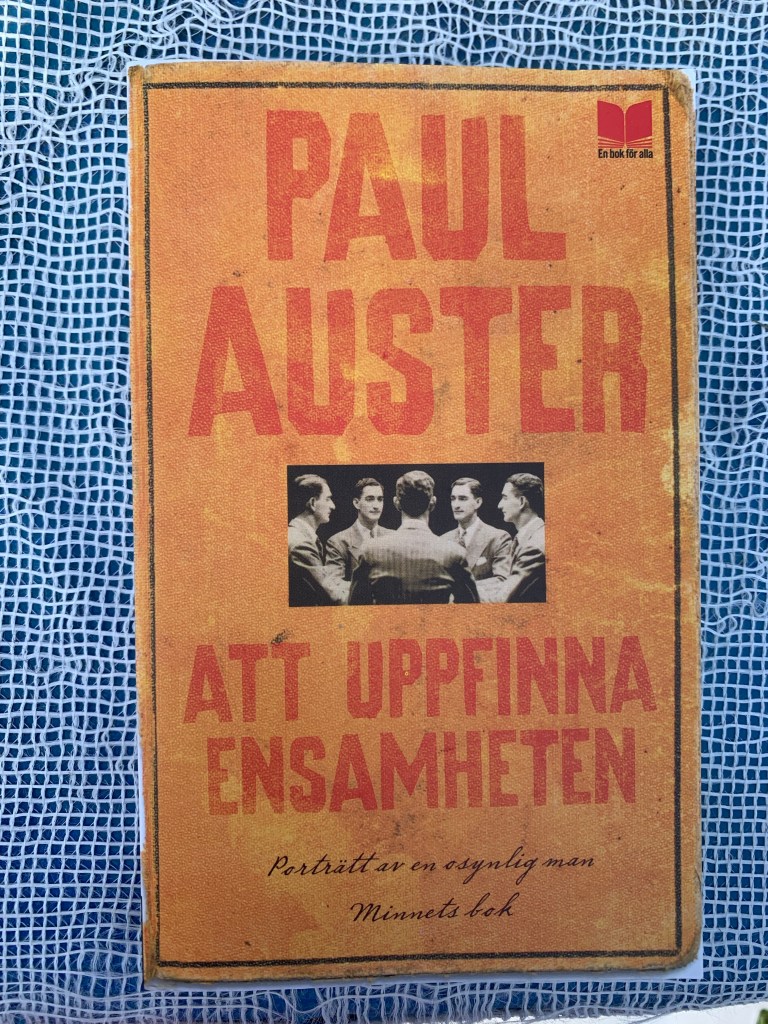 En bok för alla
PAUL
AUSTER
ATT UPPFINNA
ENSAMHETEN
Porträtt av en osynlig man
Minnets bok